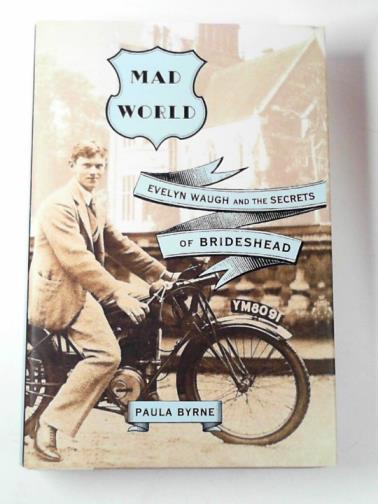 MAD
WORLD
EVELYN WAUGH AND THE SECRETS
OF BRIDESHEAD
YM8091
PAULA BYRNE